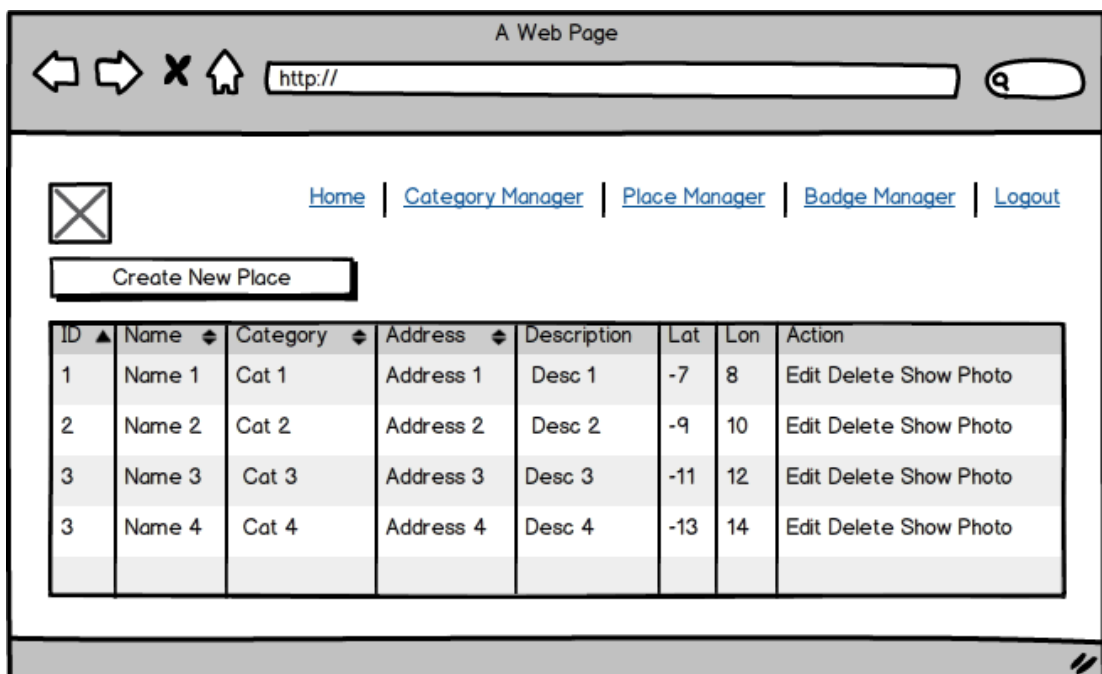 A Web Page
http://
Home Category Manager Place Manager Badge Manager Logout
Create New Place
ID Name Category Address Description Lat Lon Action
1 Name 1 Cat 1 Address 1 Desc 1 -7 8 Edit Delete Show Photo
2 Name 2 Cat 2 Address 2 Desc 2 -9 10 Edit Delete Show Photo
3 Name 3 Cat 3 Address 3 Desc 3 -11 12 Edit Delete Show Photo
3 Name 4 Cat 4 Address 4 Desc 4 -13 14 Edit Delete Show Photo